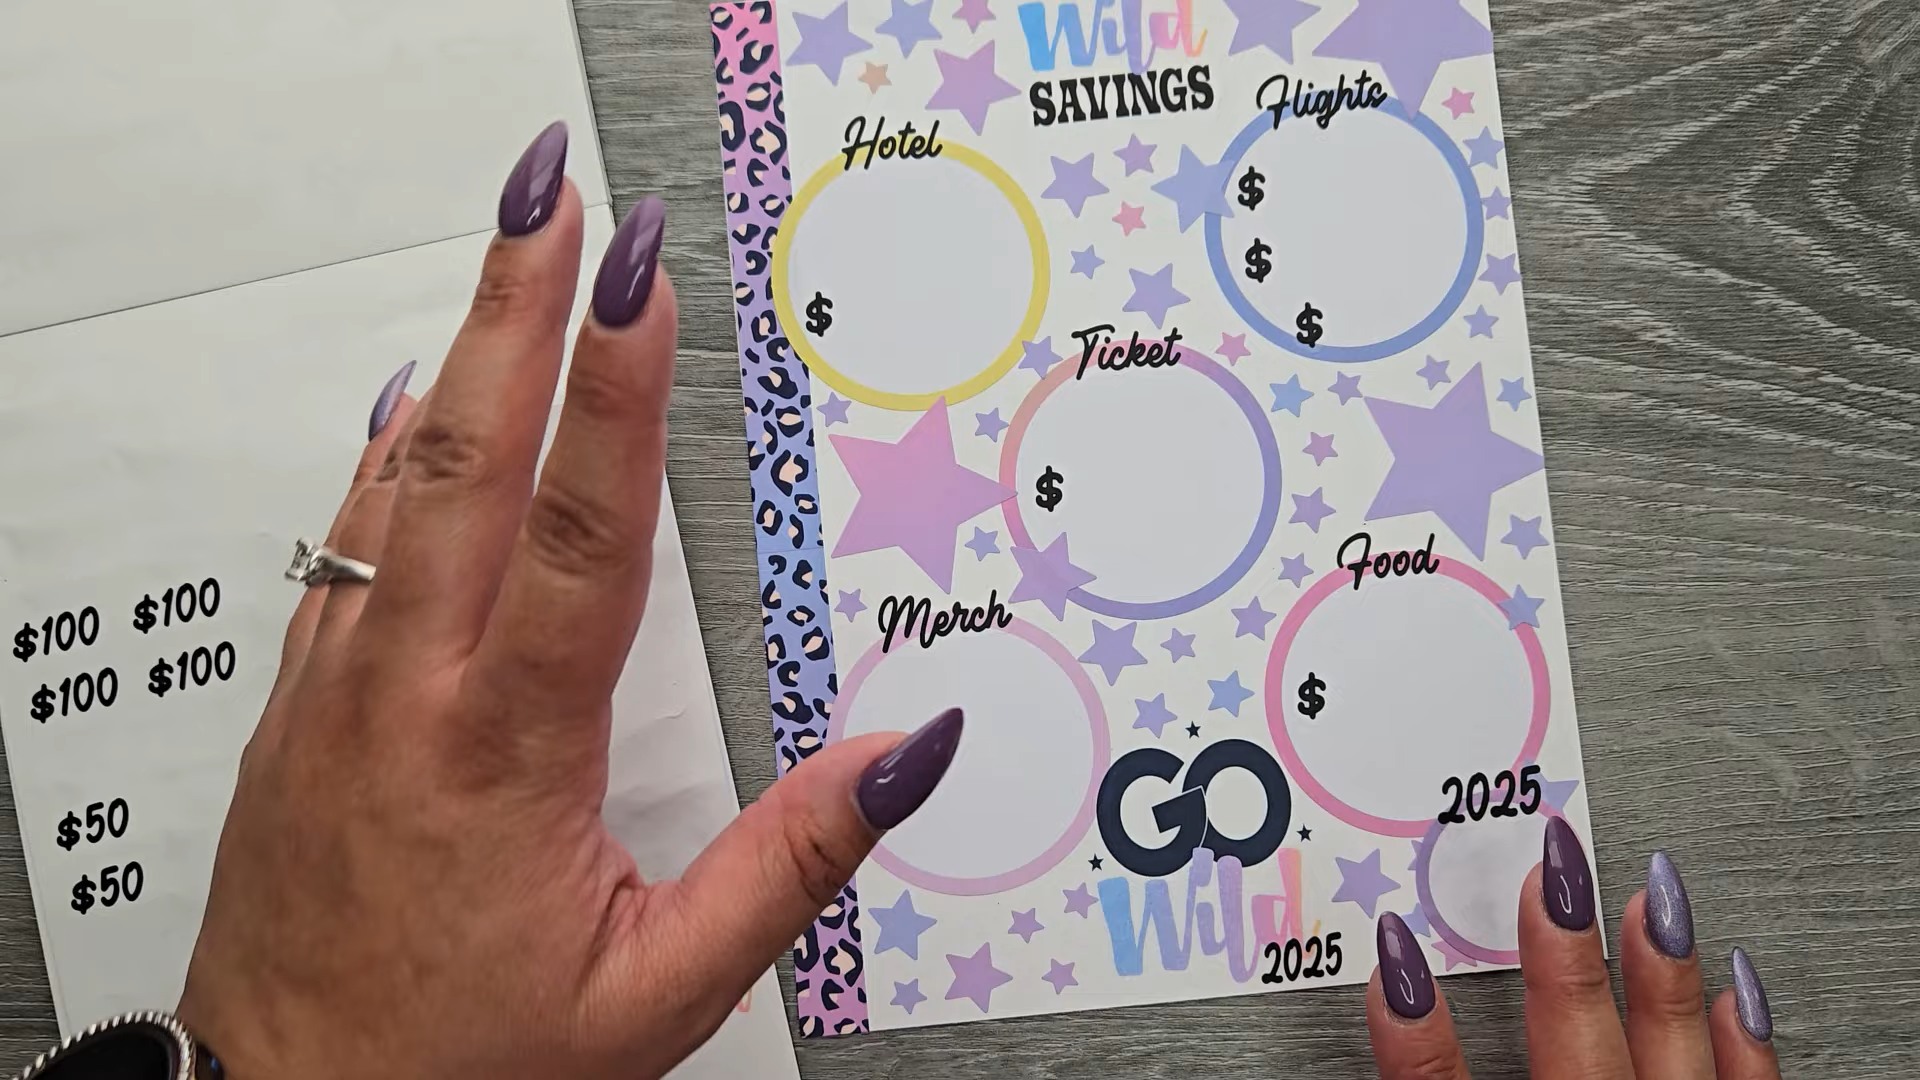 Wild
SAVINGS
Hotel
$
Flights
$
$
$
Ticket
$
Merch
Food
$
GO
Wild
2025
2025
$100 $100
$100 $100
$50
$50